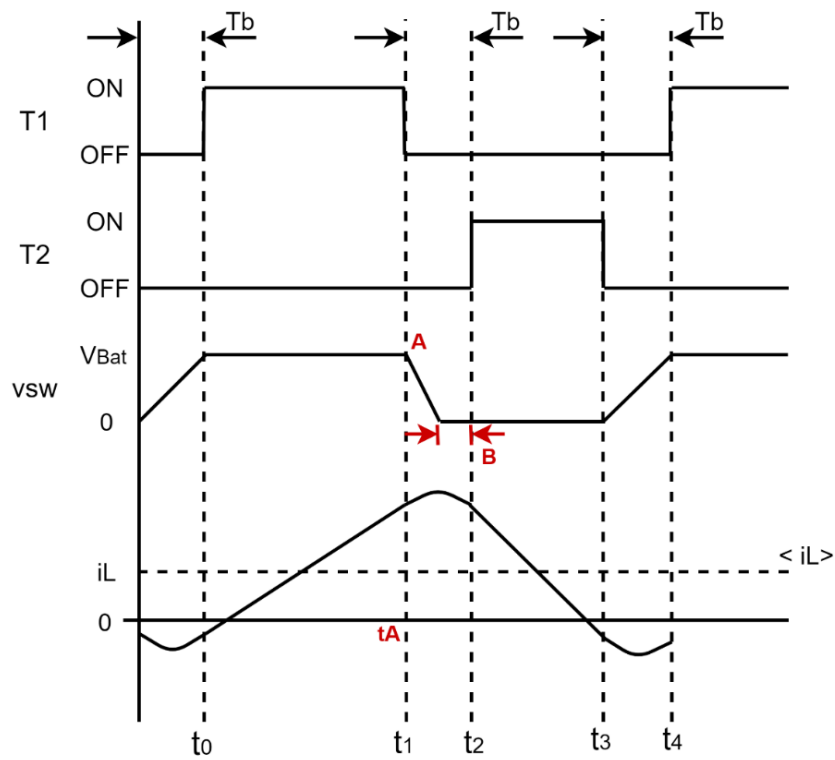 Tb Tb Tb
ON
T1
OFF
ON
T2
OFF
VBat A
vsw
0
B
< iL>
iL
0
tA
t0 t1 t2 t3 t4